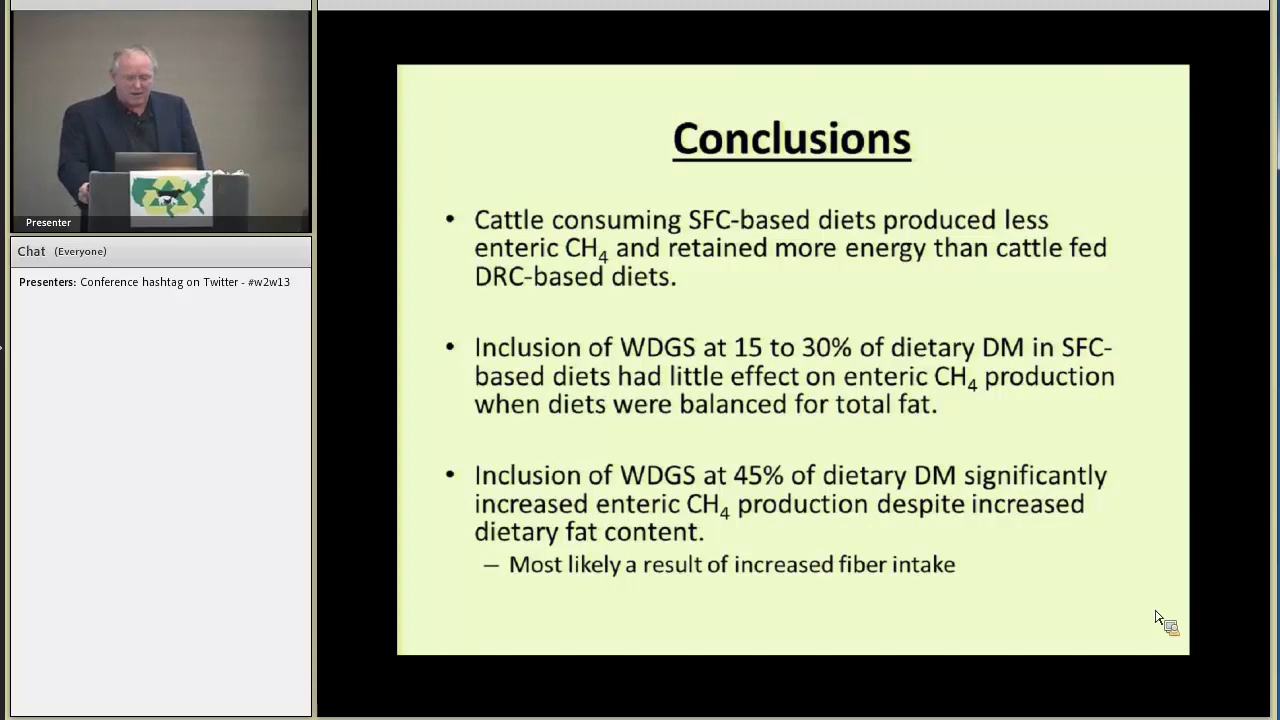 Presenter
Chat (Everyone)
Presenters: Conference hashtag on Twitter - #w2w13
Conclusions
• Cattle consuming SFC-based diets produced less
enteric CH₄ and retained more energy than cattle fed
DRC-based diets.
• Inclusion of WDGS at 15 to 30% of dietary DM in SFC-
based diets had little effect on enteric CH₄ production
when diets were balanced for total fat.
• Inclusion of WDGS at 45% of dietary DM significantly
increased enteric CH₄ production despite increased
dietary fat content.
– Most likely a result of increased fiber intake